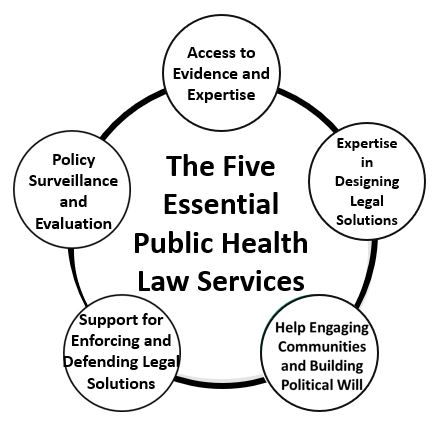 Access to
Evidence and
Expertise
Expertise
in
Designing
Legal
Solutions
Help Engaging
Communities
and Building
Political Will
Support for
Enforcing and
Defending Legal
Solutions
Policy
Surveillance
and
Evaluation
The Five
Essential
Public Health
Law Services